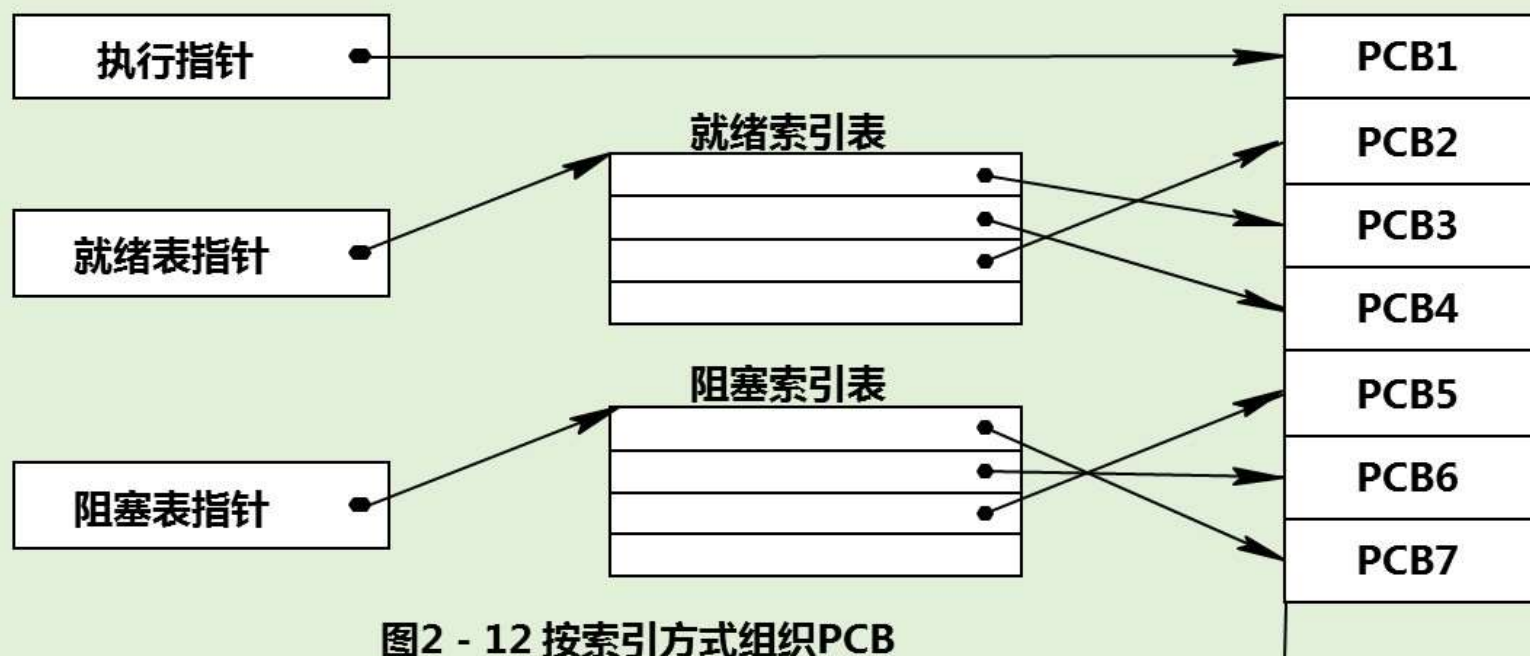 执行指针
PCB1
就绪索引表
PCB2
就绪表指针
PCB3
PCB4
阻塞索引表
PCB5
阻塞表指针
PCB6
PCB7
图2 - 12 按索引方式组织PCB